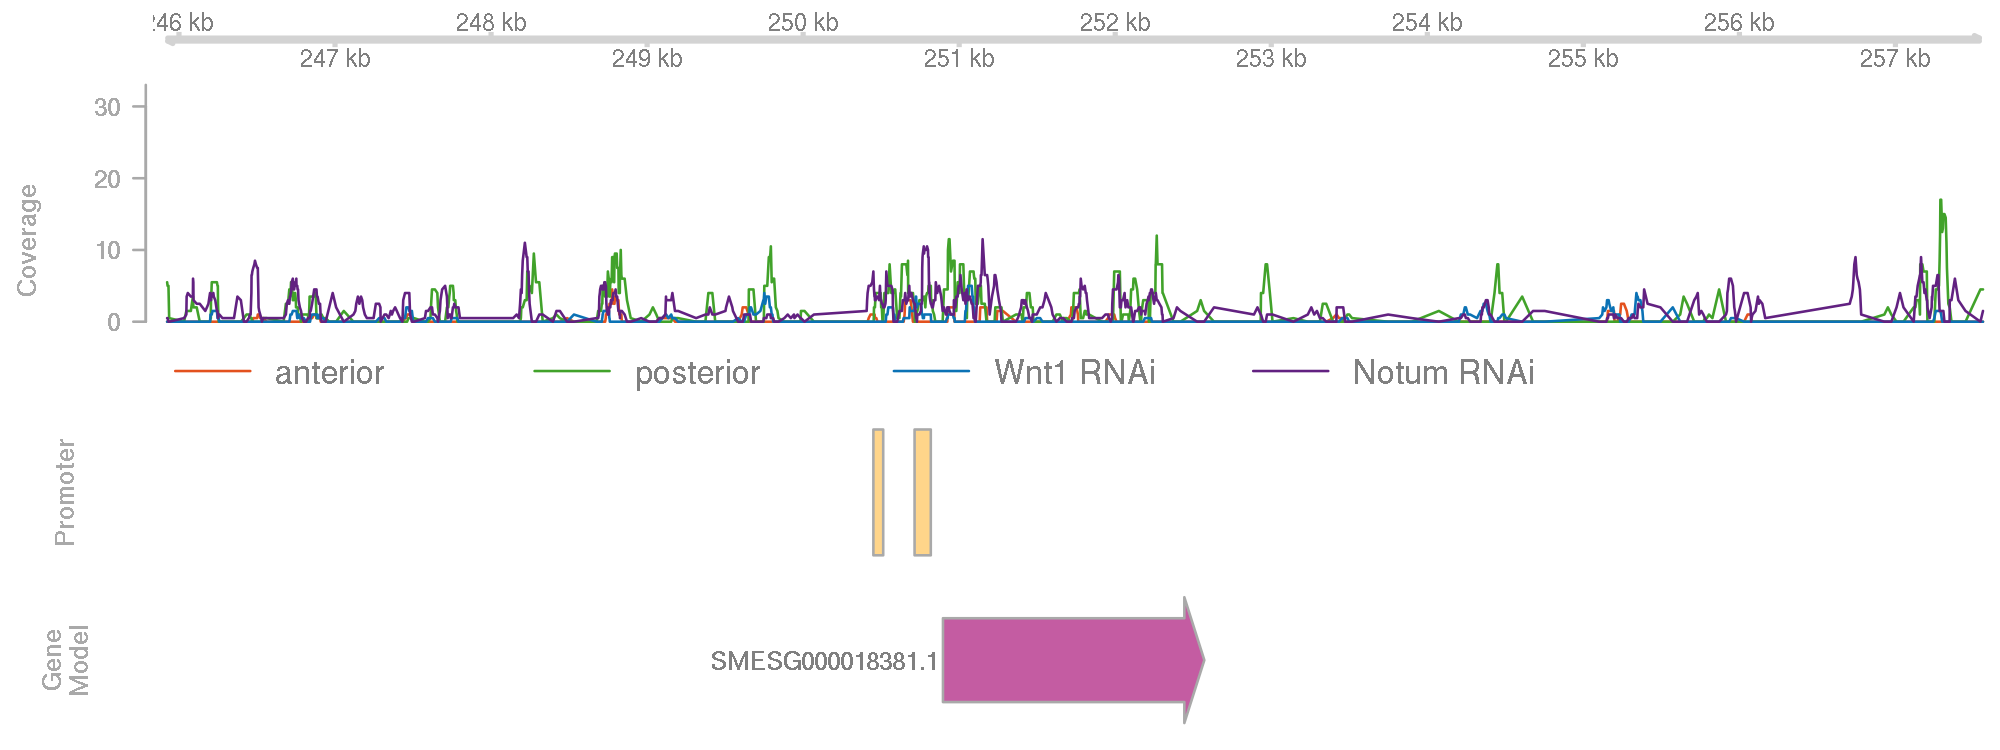 46 kb 248 kb 250 kb 252 kb 254 kb 256 kb
247 kb 249 kb 251 kb 253 kb 255 kb 257 kb
30
20
10
0
Coverage
anterior posterior Wnt1 RNAi Notum RNAi
Promoter
Gene
Model
SMESG000018381.1